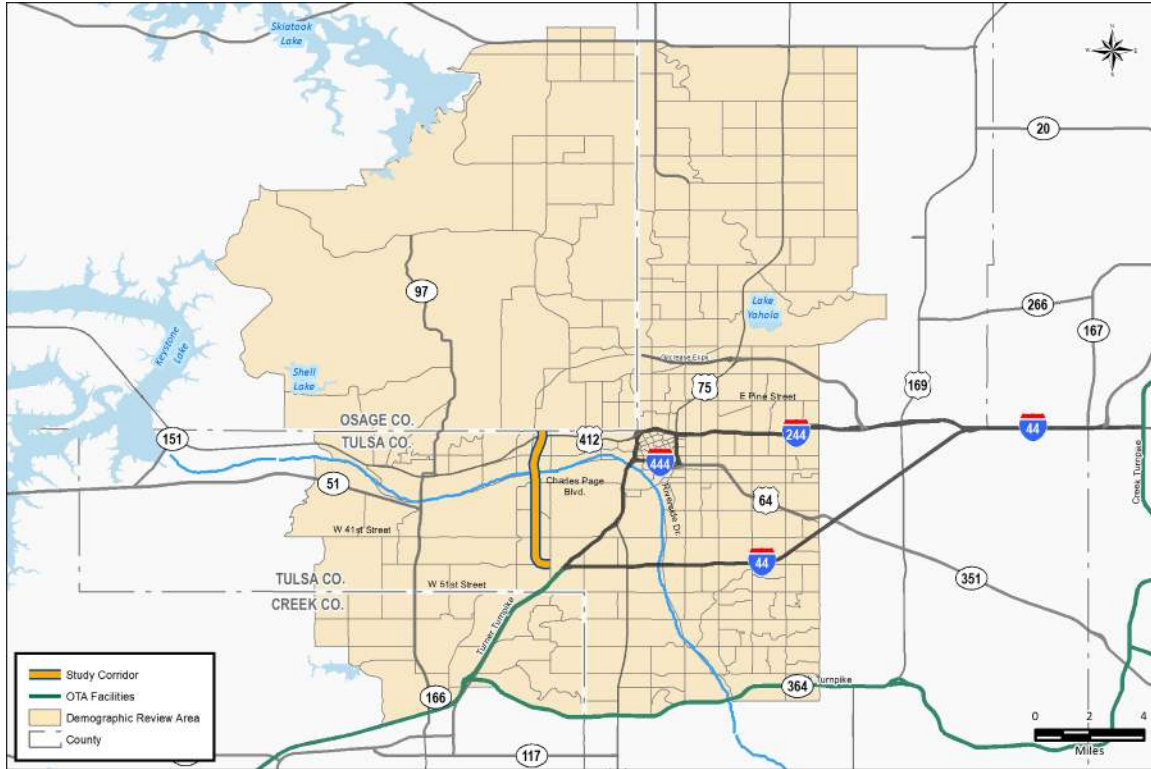 Skiatook
Lake
N
W
E
S
20
97
Lake
Yahola
266
167
Keystone
Lake
Shell
Lake
169
75
E Pine Street
OSAGE CO.
TULSA CO.
151
412
244
44
444
51
Charles Page
Blvd.
Riverside Dr.
64
Creek Turnpike
W 41st Street
44
TULSA CO.
CREEK CO.
W 51st Street
351
Turner Turnpike
166
364
Turnpike
117
Study Corridor
OTA Facilities
Demographic Review Area
County
0 2 4
Miles